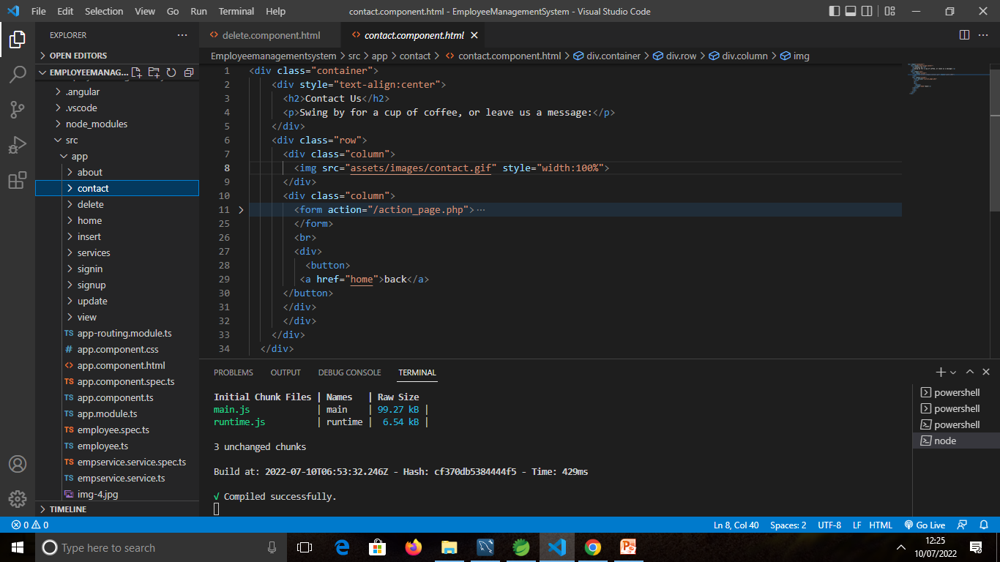 File Edit Selection View Go Run Terminal Help contact.component.html - EmployeeManagementSystem - Visual Studio Code
EXPLORER
OPEN EDITORS
EMPLOYEEMANAG...
.angular
.vscode
node_modules
src
app
about
contact
delete
home
insert
services
signin
signup
update
view
TS app-routing.module.ts
# app.component.css
<> app.component.html
TS app.component.spec.ts
TS app.component.ts
TS app.module.ts
TS employee.spec.ts
TS employee.ts
TS empservice.service.spec.ts
TS empservice.service.ts
img-4.jpg
TIMELINE
<> delete.component.html <> contact.component.html
Employeemanagementsystem > src > app > contact > <> contact.component.html > div.container > div.row > div.column > img
1 <div class="container">
2 <div style="text-align:center">
3 <h2>Contact Us</h2>
4 <p>Swing by for a cup of coffee, or leave us a message:</p>
5 </div>
6 <div class="row">
7 <div class="column">
8 <img src="assets/images/contact.gif" style="width:100%">
9 </div>
10 <div class="column">
11 <form action="/action_page.php">...
25 </form>
26 <br>
27 <div>
28 <button>
29 <a href="home">back</a>
30 </button>
31 </div>
32 </div>
33 </div>
34 </div>
PROBLEMS OUTPUT DEBUG CONSOLE TERMINAL
Initial Chunk Files | Names | Raw Size
main.js | main | 99.27 kB |
runtime.js | runtime | 6.54 kB |
3 unchanged chunks
Build at: 2022-07-10T06:53:32.246Z - Hash: cf370db5384444f5 - Time: 429ms
√ Compiled successfully.
powershell
powershell
powershell
node
0 0 Ln 8, Col 40 Spaces: 2 UTF-8 LF HTML Go Live
Type here to search
12:25
10/07/2022